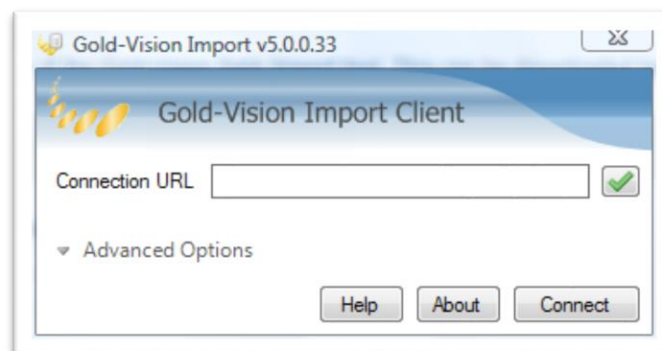 Gold-Vision Import v5.0.0.33
Gold-Vision Import Client
Connection URL
Advanced Options
Help About Connect